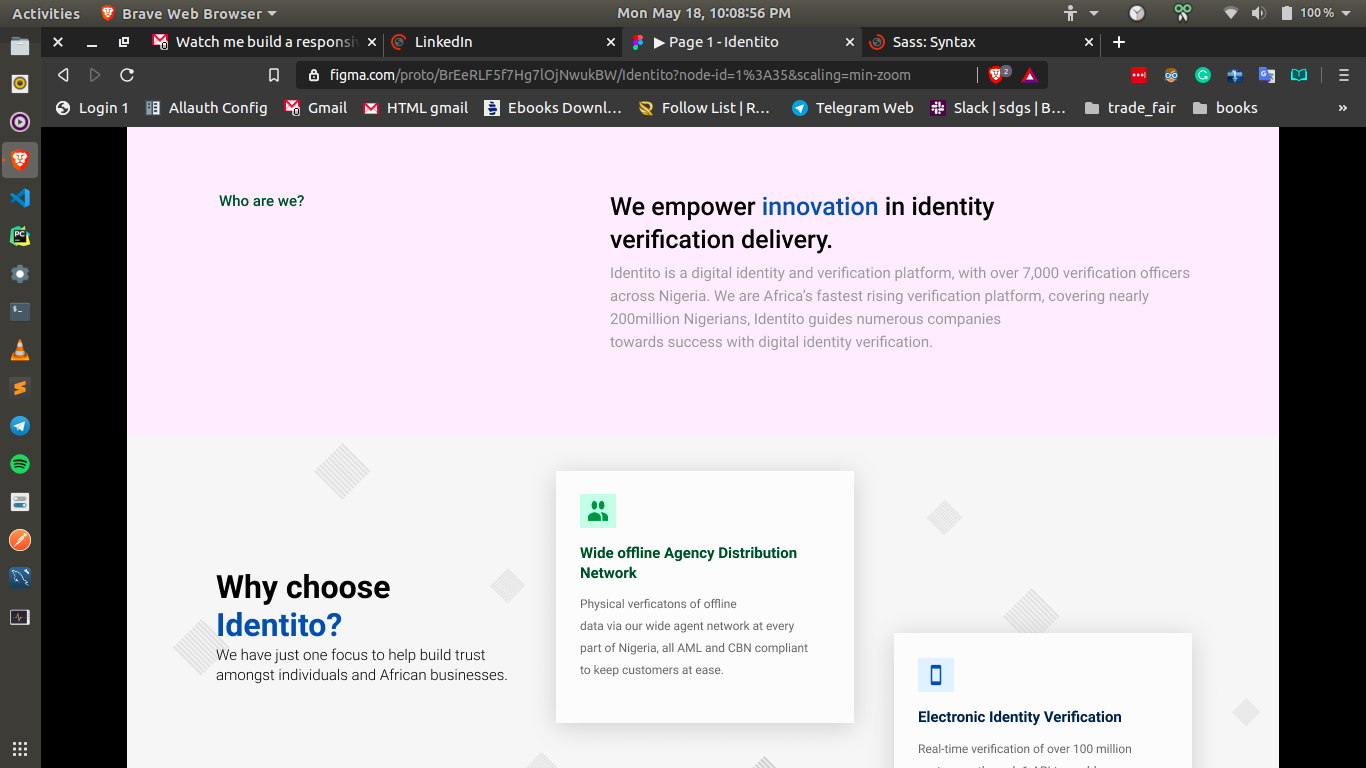 Activities
Brave Web Browser
Mon May 18, 10:08:56 PM
100 %
Watch me build a responsiv
LinkedIn
▶ Page 1 - Identito
Sass: Syntax
figma.com/proto/BrEeRLF5f7Hg7lOjNwukBW/Identito?node-id=1%3A35&scaling=min-zoom
2
Login 1
Allauth Config
Gmail
HTML gmail
Ebooks Downl...
Follow List | R...
Telegram Web
Slack | sdgs | B...
trade_fair
books
»
Who are we?
We empower innovation in identity
verification delivery.
Identito is a digital identity and verification platform, with over 7,000 verification officers
across Nigeria. We are Africa's fastest rising verification platform, covering nearly
200million Nigerians, Identito guides numerous companies
towards success with digital identity verification.
Why choose
Identito?
We have just one focus to help build trust
amongst individuals and African businesses.
Wide offline Agency Distribution
Network
Physical verficatons of offline
data via our wide agent network at every
part of Nigeria, all AML and CBN compliant
to keep customers at ease.
Electronic Identity Verification
Real-time verification of over 100 million